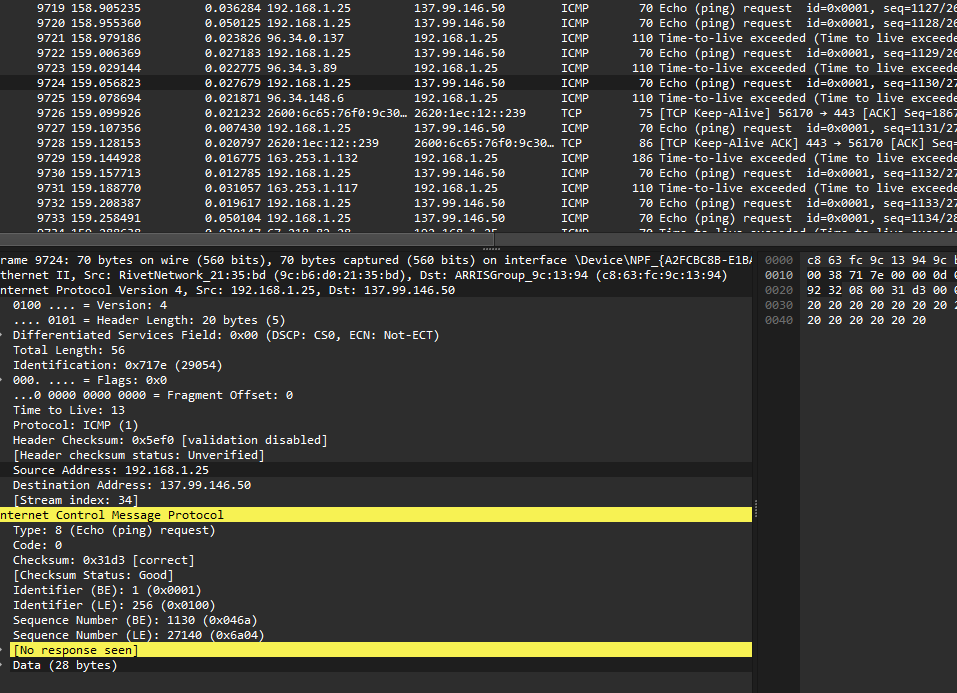 9719 158.905235 0.036284 192.168.1.25 137.99.146.50 ICMP 70 Echo (ping) request id=0x0001, seq=1127/26
9720 158.955360 0.050125 192.168.1.25 137.99.146.50 ICMP 70 Echo (ping) request id=0x0001, seq=1128/26
9721 158.979186 0.023826 96.34.0.137 192.168.1.25 ICMP 110 Time-to-live exceeded (Time to live exceede
9722 159.006369 0.027183 192.168.1.25 137.99.146.50 ICMP 70 Echo (ping) request id=0x0001, seq=1129/26
9723 159.029144 0.022775 96.34.3.89 192.168.1.25 ICMP 110 Time-to-live exceeded (Time to live exceede
9724 159.056823 0.027679 192.168.1.25 137.99.146.50 ICMP 70 Echo (ping) request id=0x0001, seq=1130/27
9725 159.078694 0.021871 96.34.148.6 192.168.1.25 ICMP 110 Time-to-live exceeded (Time to live exceede
9726 159.099926 0.021232 2600:6c65:76f0:9c30… 2620:1ec:12::239 TCP 75 [TCP Keep-Alive] 56170 → 443 [ACK] Seq=1867
9727 159.107356 0.007430 192.168.1.25 137.99.146.50 ICMP 70 Echo (ping) request id=0x0001, seq=1131/27
9728 159.128153 0.020797 2620:1ec:12::239 2600:6c65:76f0:9c30… TCP 86 [TCP Keep-Alive ACK] 443 → 56170 [ACK] Seq=
9729 159.144928 0.016775 163.253.1.132 192.168.1.25 ICMP 186 Time-to-live exceeded (Time to live exceede
9730 159.157713 0.012785 192.168.1.25 137.99.146.50 ICMP 70 Echo (ping) request id=0x0001, seq=1132/27
9731 159.188770 0.031057 163.253.1.117 192.168.1.25 ICMP 110 Time-to-live exceeded (Time to live exceede
9732 159.208387 0.019617 192.168.1.25 137.99.146.50 ICMP 70 Echo (ping) request id=0x0001, seq=1133/27
9733 159.258491 0.050104 192.168.1.25 137.99.146.50 ICMP 70 Echo (ping) request id=0x0001, seq=1134/28
rame 9724: 70 bytes on wire (560 bits), 70 bytes captured (560 bits) on interface \Device\NPF_{A2FCBC8B-E1BA
thernet II, Src: RivetNetwork_21:35:bd (9c:b6:d0:21:35:bd), Dst: ARRISGroup_9c:13:94 (c8:63:fc:9c:13:94)
nternet Protocol Version 4, Src: 192.168.1.25, Dst: 137.99.146.50
0100 .... = Version: 4
.... 0101 = Header Length: 20 bytes (5)
Differentiated Services Field: 0x00 (DSCP: CS0, ECN: Not-ECT)
Total Length: 56
Identification: 0x717e (29054)
000. .... = Flags: 0x0
...0 0000 0000 0000 = Fragment Offset: 0
Time to Live: 13
Protocol: ICMP (1)
Header Checksum: 0x5ef0 [validation disabled]
[Header checksum status: Unverified]
Source Address: 192.168.1.25
Destination Address: 137.99.146.50
[Stream index: 34]
nternet Control Message Protocol
Type: 8 (Echo (ping) request)
Code: 0
Checksum: 0x31d3 [correct]
[Checksum Status: Good]
Identifier (BE): 1 (0x0001)
Identifier (LE): 256 (0x0100)
Sequence Number (BE): 1130 (0x046a)
Sequence Number (LE): 27140 (0x6a04)
[No response seen]
Data (28 bytes)
0000 c8 63 fc 9c 13 94 9c b
0010 00 38 71 7e 00 00 0d 0
0020 92 32 08 00 31 d3 00 0
0030 20 20 20 20 20 20 20 2
0040 20 20 20 20 20 20